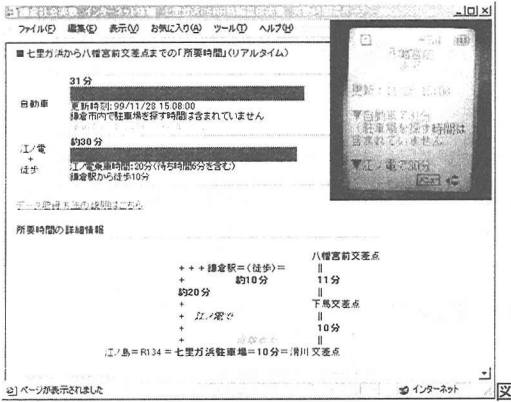 ファイル(F) 編集(E) 表示(V) お気に入り(A) ツール(T) ヘルプ(H)
■七里ガ浜から八幡宮前交差点までの「所要時間」(リアルタイム)
31分
自動車
更新時刻:99/11/28 15:08:00
鎌倉市内で駐車場を探す時間は含まれていません
約30分
江ノ電
+
徒歩
江ノ電乗車時間:20分(待ち時間6分を含む)
鎌倉駅から徒歩10分
所要時間の詳細情報
八幡宮前交差点
+ + + 鎌倉駅=(徒歩)= ||
+ 約10分 11分
約20分 ||
+ 下馬交差点
+ 江ノ電で ||
+ 10分
+ ||
江ノ島=R134=七里ガ浜駐車場=10分=滑川交差点
ページが表示されました
インターネット
更新:
▼自動車で31分
(駐車場を探す時間は
含まれていません
▼江ノ電で30分
図